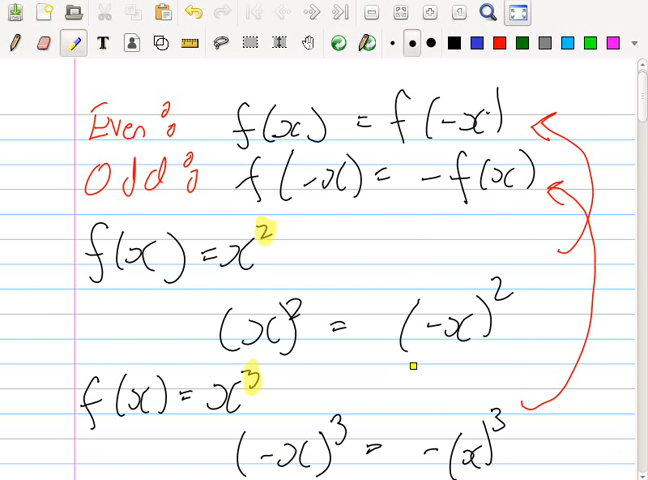 Even: f(x) = f(-x)
Odd: f(-x) = -f(x)
f(x) = x²
(x)² = (-x)²
f(x) = x³
(-x)³ = -(x)³